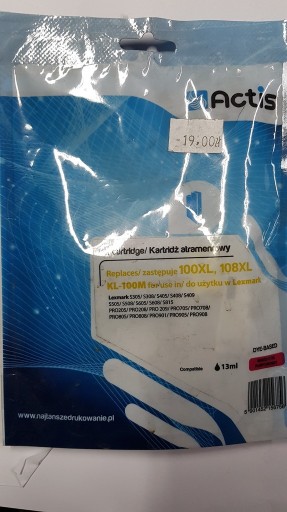 Actis
-19,00zł
Cartridge/ Kartridż atramentowy
Replaces/ zastępuje 100XL, 108XL
KL-100M for/use in/ do użytku w Lexmark
Lexmark S305/ S308/ S405/ S408/ S409
S505/ S508/ S605/ S608/ S815
PRO205/ PRO208/ PRO 209/ PRO705/ PRO708/
PRO805/ PRO808/ PRO901/ PRO905/ PRO908
DYE-BASED
Compatible
13ml
www.najtanszedrukowanie.pl